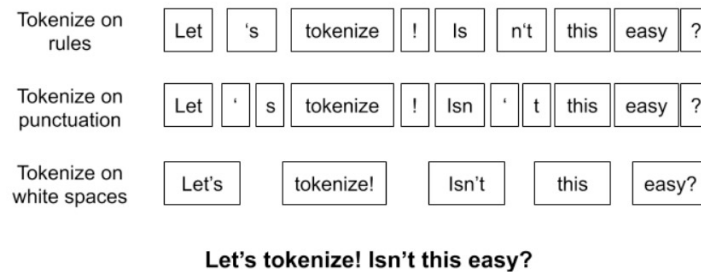 Tokenize on
rules
Let ‘s tokenize ! Is n‘t this easy ?
Tokenize on
punctuation
Let ‘ s tokenize ! Isn ‘ t this easy ?
Tokenize on
white spaces
Let’s tokenize! Isn’t this easy?
Let’s tokenize! Isn’t this easy?